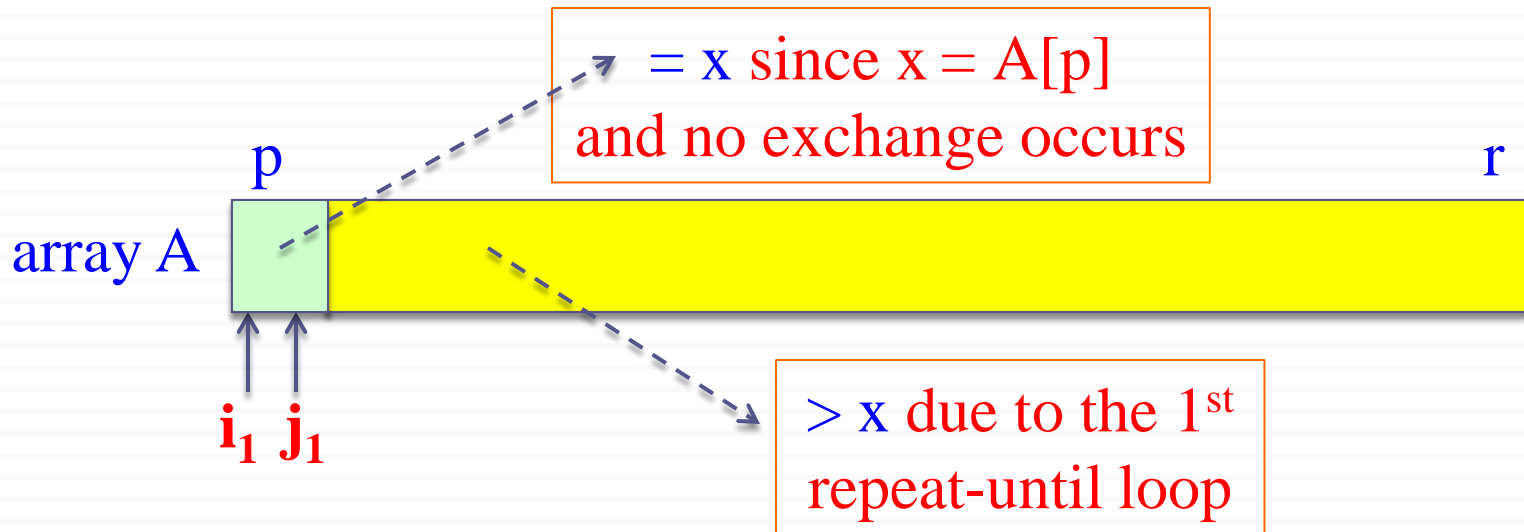 = x since x = A[p]
and no exchange occurs
p
r
array A
i₁ j₁
> x due to the 1ˢᵗ
repeat-until loop